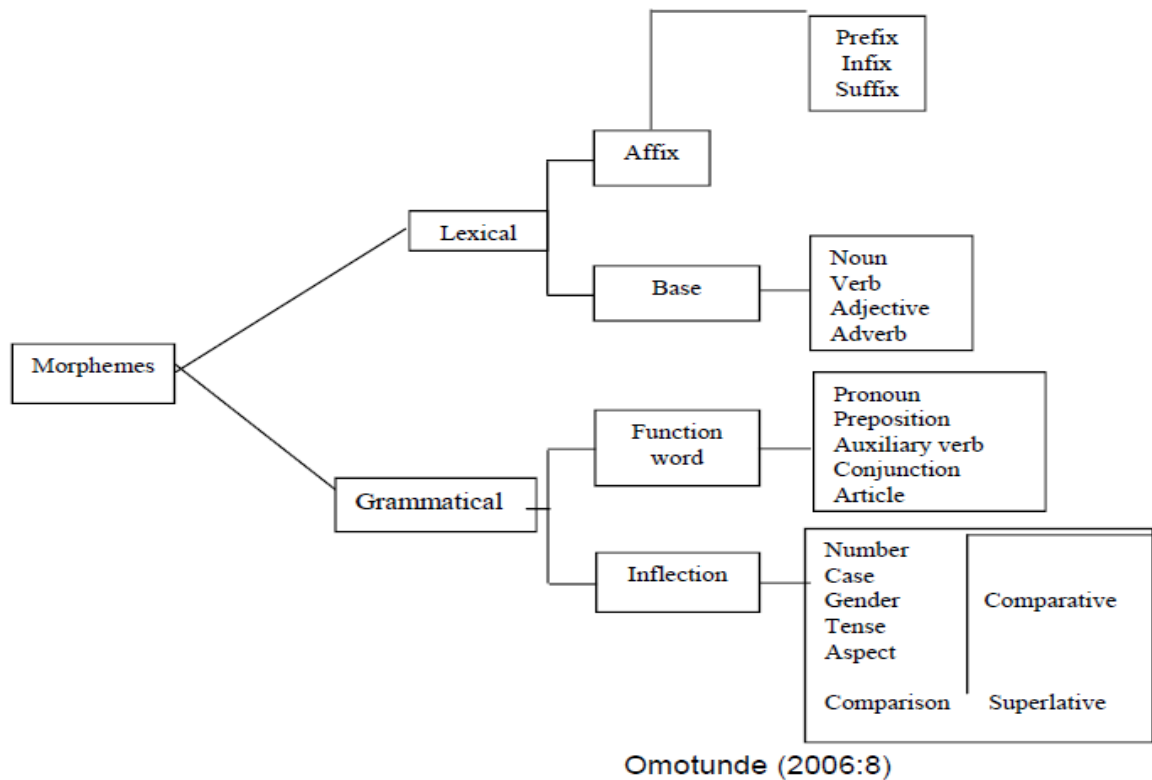 Prefix
Infix
Suffix
Affix
Lexical
Base
Noun
Verb
Adjective
Adverb
Morphemes
Pronoun
Preposition
Auxiliary verb
Conjunction
Article
Function
word
Grammatical
Inflection
Number
Case
Gender
Tense
Aspect
Comparison
Comparative
Superlative
Omotunde (2006:8)